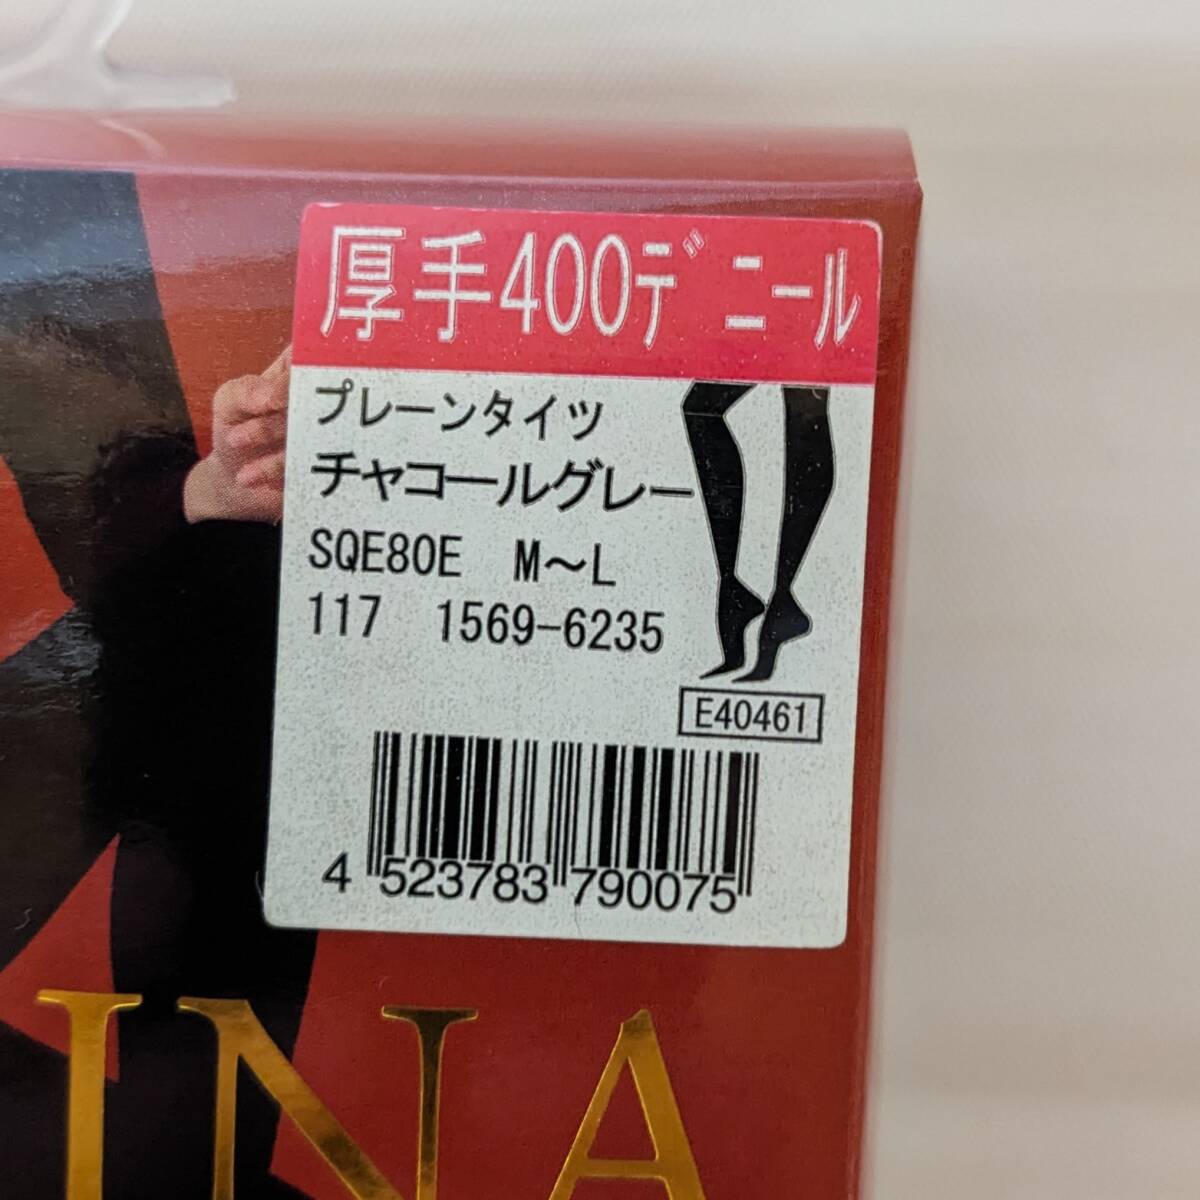 厚手400デニール
プレーンタイツ
チャコールグレー
SQE80E M～L
117 1569-6235
E40461
4 523783 790075
INA